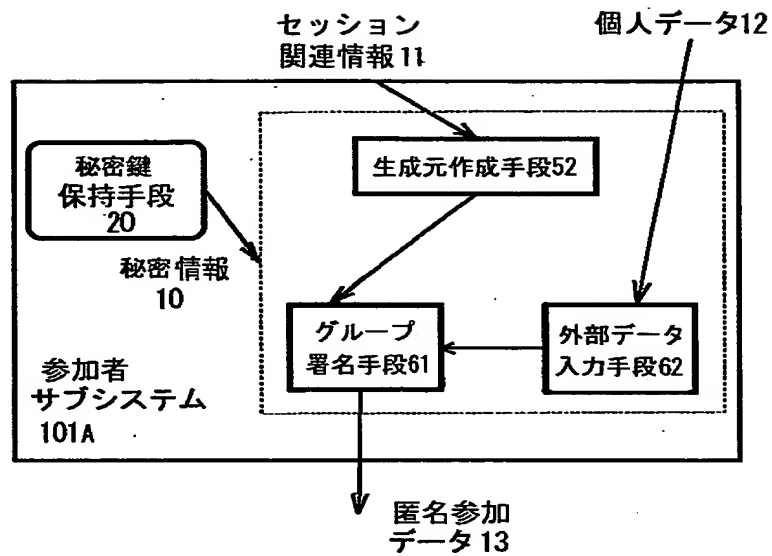 セッション
関連情報11
個人データ12
秘密鍵
保持手段
20
生成元作成手段52
秘密情報
10
グループ
署名手段61
外部データ
入力手段62
参加者
サブシステム
101A
匿名参加
データ13